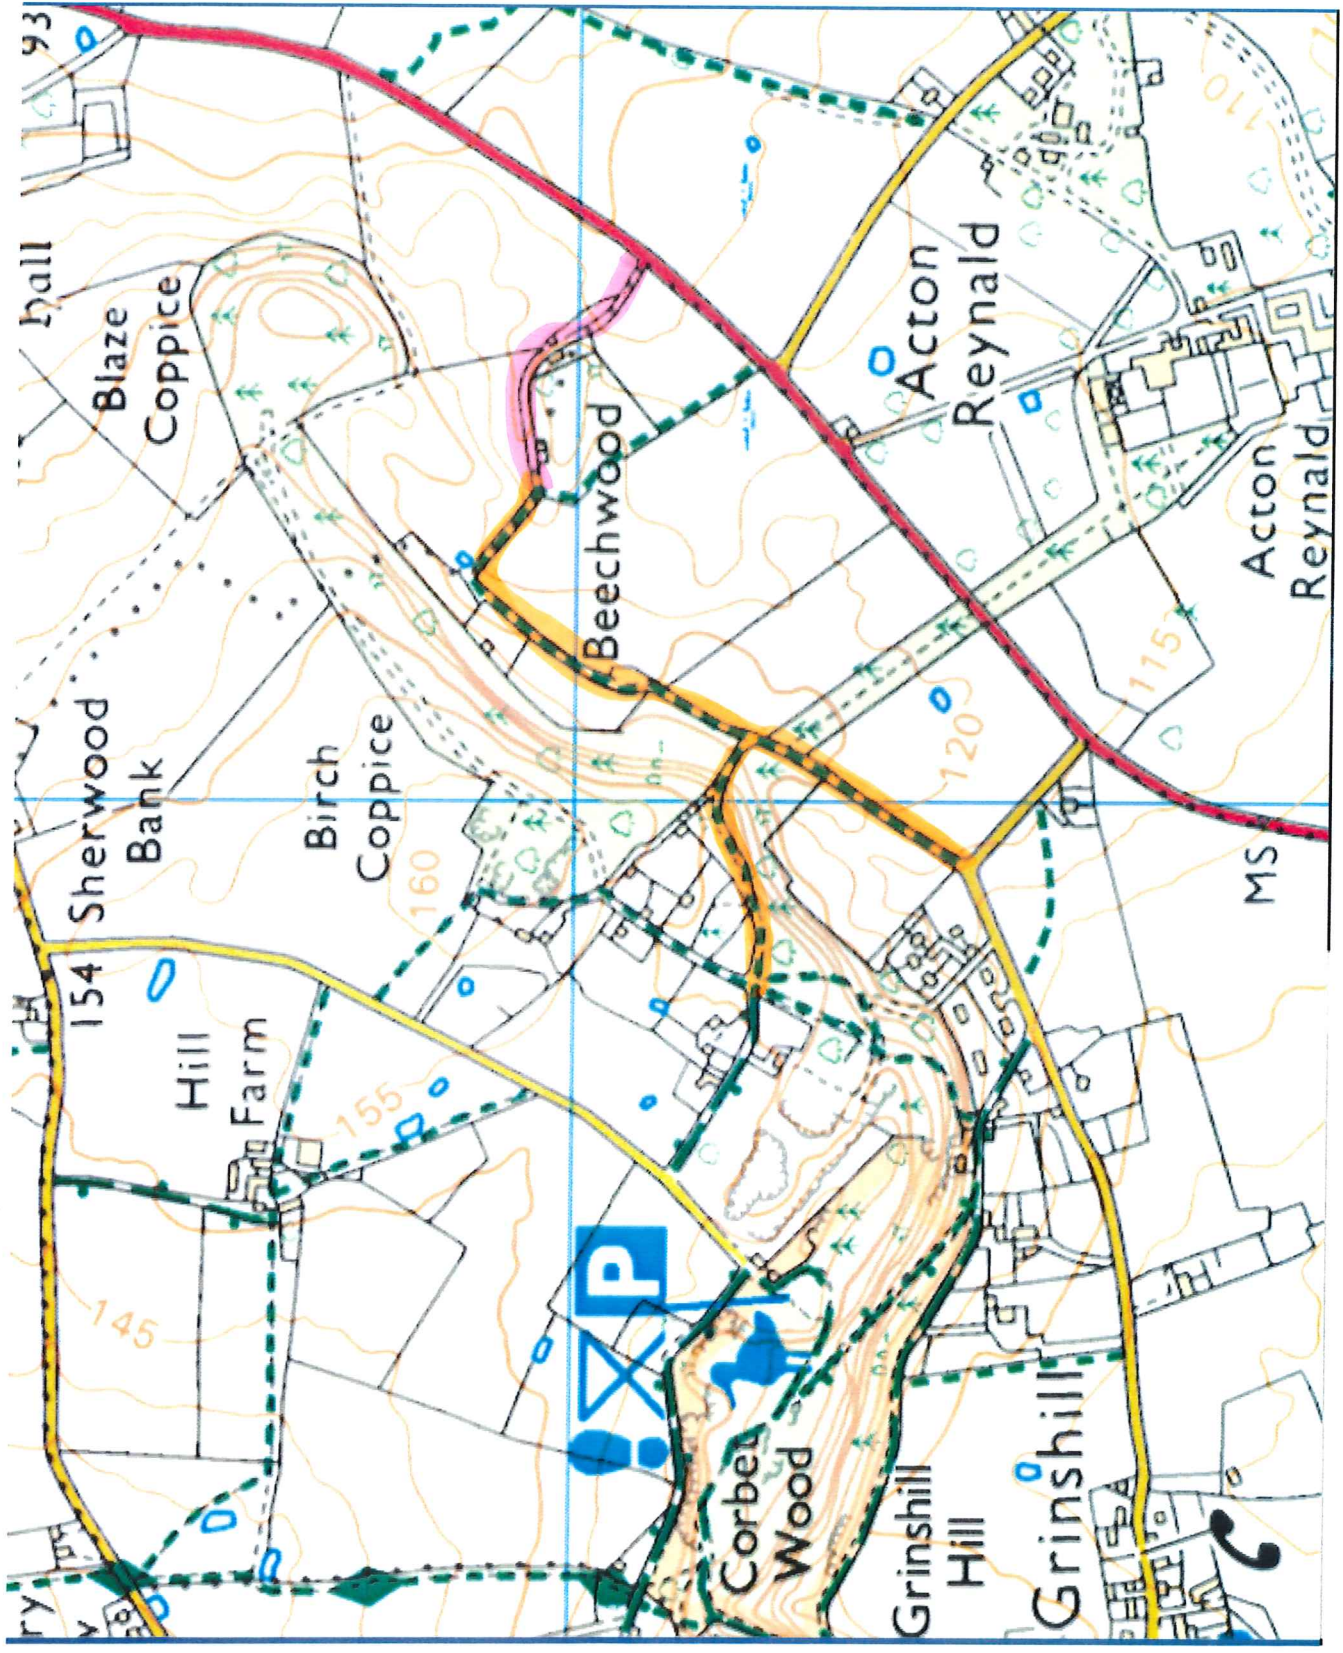 ry
y
hall
93
154
Sherwood
Bank
145
Hill
Farm
Blaze
Coppice
155
Birch
Coppice
160
P
Beechwood
Corbet
Wood
Grinshill
Hill
Acton
Reynald
120
Grinshill
115
110
MS
Acton
Reynald